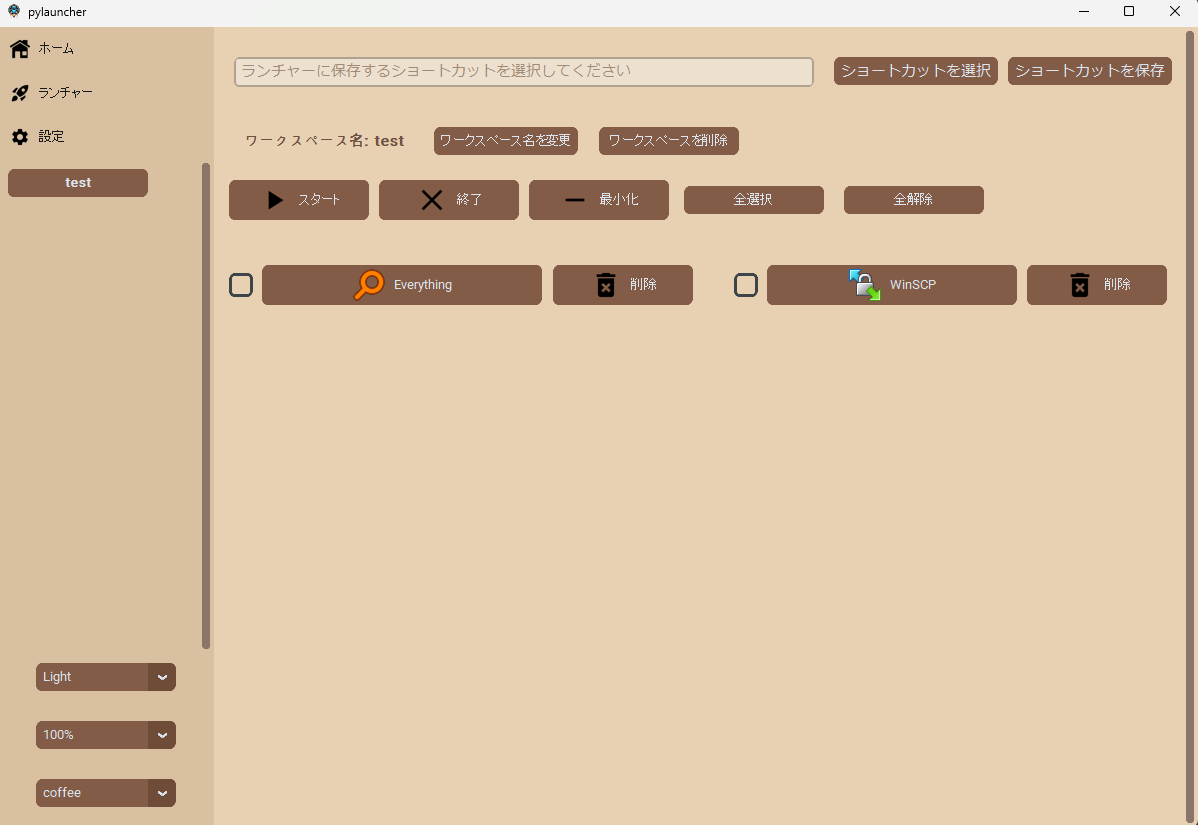 pylauncher
ホーム
ランチャー
設定
test
Light
100%
coffee
ランチャーに保存するショートカットを選択してください
ショートカットを選択
ショートカットを保存
ワークスペース名: test
ワークスペース名を変更
ワークスペースを削除
スタート
終了
最小化
全選択
全解除
Everything
削除
WinSCP
削除